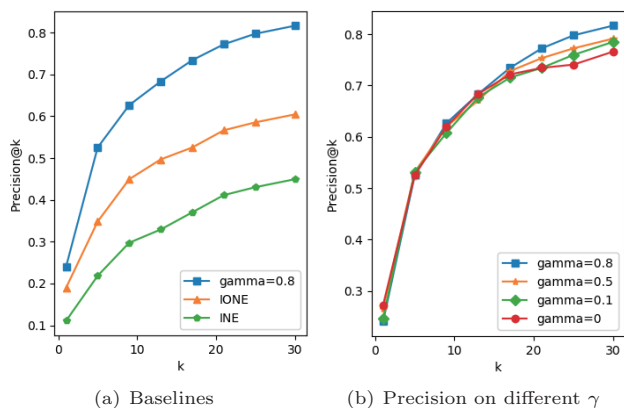 0.8
0.7
0.6
0.5
0.4
0.3
0.2
0.1
Precision@k
0
10
20
30
k
gamma=0.8
IONE
INE
(a) Baselines
0.8
0.7
0.6
0.5
0.4
0.3
Precision@k
0
10
20
30
k
gamma=0.8
gamma=0.5
gamma=0.1
gamma=0
(b) Precision on different γ